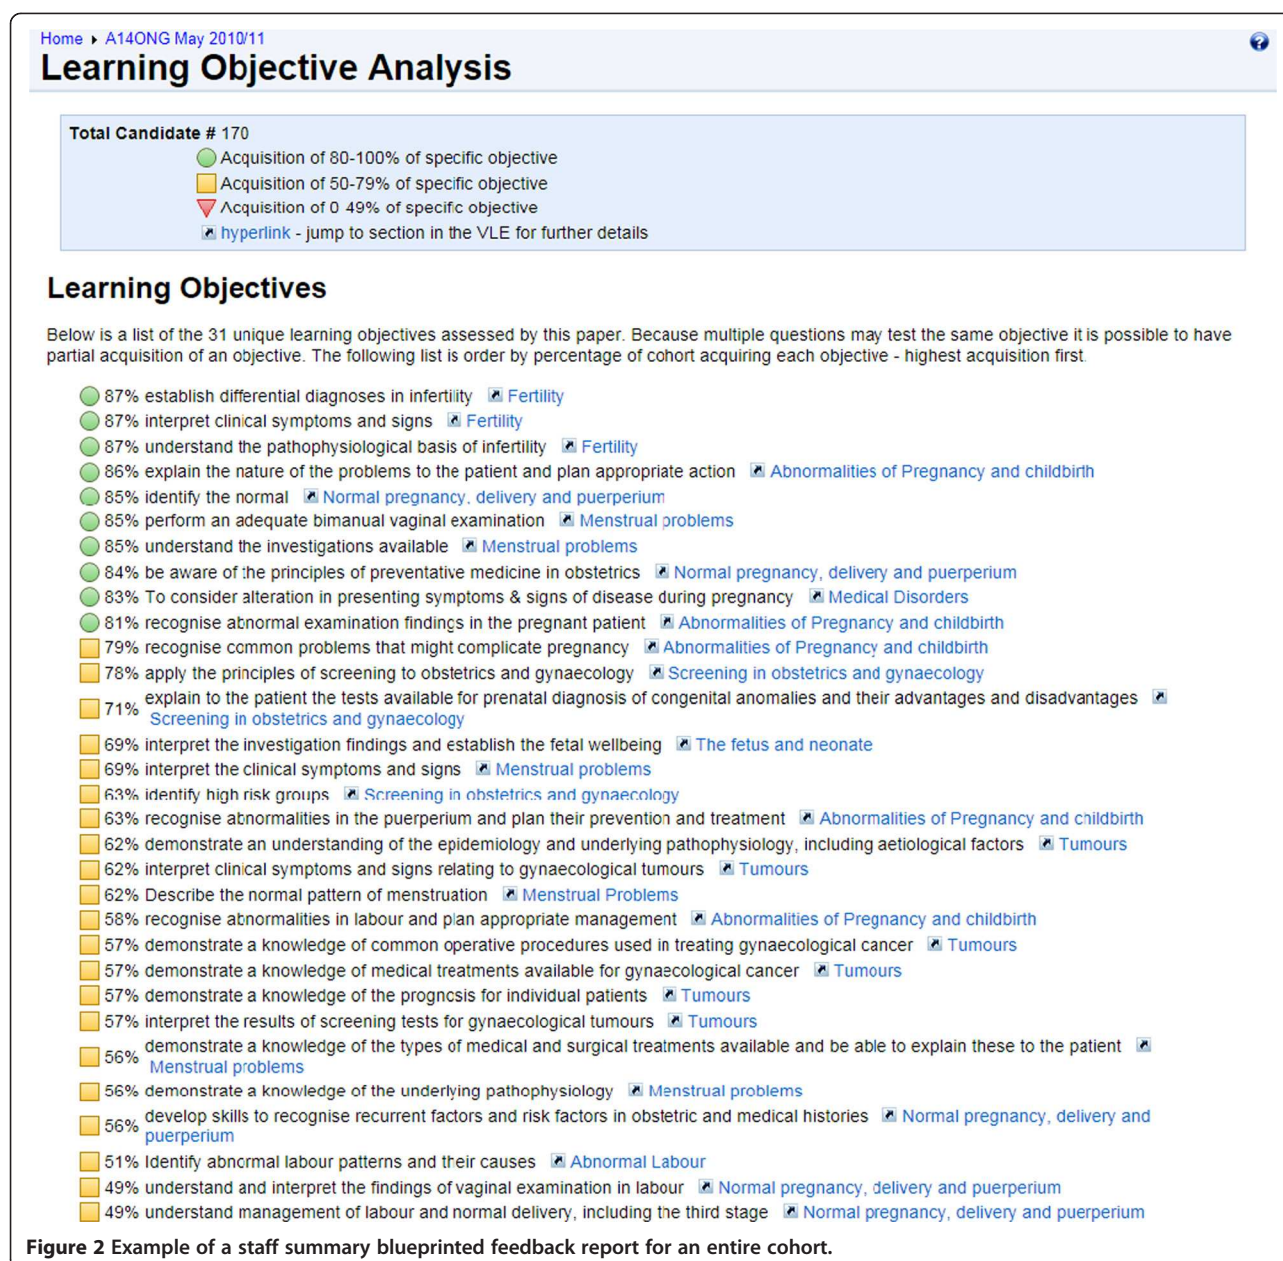 Home ▸ A14ONG May 2010/11
Learning Objective Analysis
Total Candidate # 170
Acquisition of 80-100% of specific objective
Acquisition of 50-79% of specific objective
Acquisition of 0-49% of specific objective
hyperlink - jump to section in the VLE for further details
Learning Objectives
Below is a list of the 31 unique learning objectives assessed by this paper. Because multiple questions may test the same objective it is possible to have
partial acquisition of an objective. The following list is order by percentage of cohort acquiring each objective - highest acquisition first.
87% establish differential diagnoses in infertility Fertility
87% interpret clinical symptoms and signs Fertility
87% understand the pathophysiological basis of infertility Fertility
86% explain the nature of the problems to the patient and plan appropriate action Abnormalities of Pregnancy and childbirth
85% identify the normal Normal pregnancy, delivery and puerperium
85% perform an adequate bimanual vaginal examination Menstrual problems
85% understand the investigations available Menstrual problems
84% be aware of the principles of preventative medicine in obstetrics Normal pregnancy, delivery and puerperium
83% To consider alteration in presenting symptoms & signs of disease during pregnancy Medical Disorders
81% recognise abnormal examination findings in the pregnant patient Abnormalities of Pregnancy and childbirth
79% recognise common problems that might complicate pregnancy Abnormalities of Pregnancy and childbirth
78% apply the principles of screening to obstetrics and gynaecology Screening in obstetrics and gynaecology
71% explain to the patient the tests available for prenatal diagnosis of congenital anomalies and their advantages and disadvantages
Screening in obstetrics and gynaecology
69% interpret the investigation findings and establish the fetal wellbeing The fetus and neonate
69% interpret the clinical symptoms and signs Menstrual problems
63% identify high risk groups Screening in obstetrics and gynaecology
63% recognise abnormalities in the puerperium and plan their prevention and treatment Abnormalities of Pregnancy and childbirth
62% demonstrate an understanding of the epidemiology and underlying pathophysiology, including aetiological factors Tumours
62% interpret clinical symptoms and signs relating to gynaecological tumours Tumours
62% Describe the normal pattern of menstruation Menstrual Problems
58% recognise abnormalities in labour and plan appropriate management Abnormalities of Pregnancy and childbirth
57% demonstrate a knowledge of common operative procedures used in treating gynaecological cancer Tumours
57% demonstrate a knowledge of medical treatments available for gynaecological cancer Tumours
57% demonstrate a knowledge of the prognosis for individual patients Tumours
57% interpret the results of screening tests for gynaecological tumours Tumours
56% demonstrate a knowledge of the types of medical and surgical treatments available and be able to explain these to the patient
Menstrual problems
56% demonstrate a knowledge of the underlying pathophysiology Menstrual problems
56% develop skills to recognise recurrent factors and risk factors in obstetric and medical histories Normal pregnancy, delivery and
puerperium
51% Identify abnormal labour patterns and their causes Abnormal Labour
49% understand and interpret the findings of vaginal examination in labour Normal pregnancy, delivery and puerperium
49% understand management of labour and normal delivery, including the third stage Normal pregnancy, delivery and puerperium
Figure 2 Example of a staff summary blueprinted feedback report for an entire cohort.